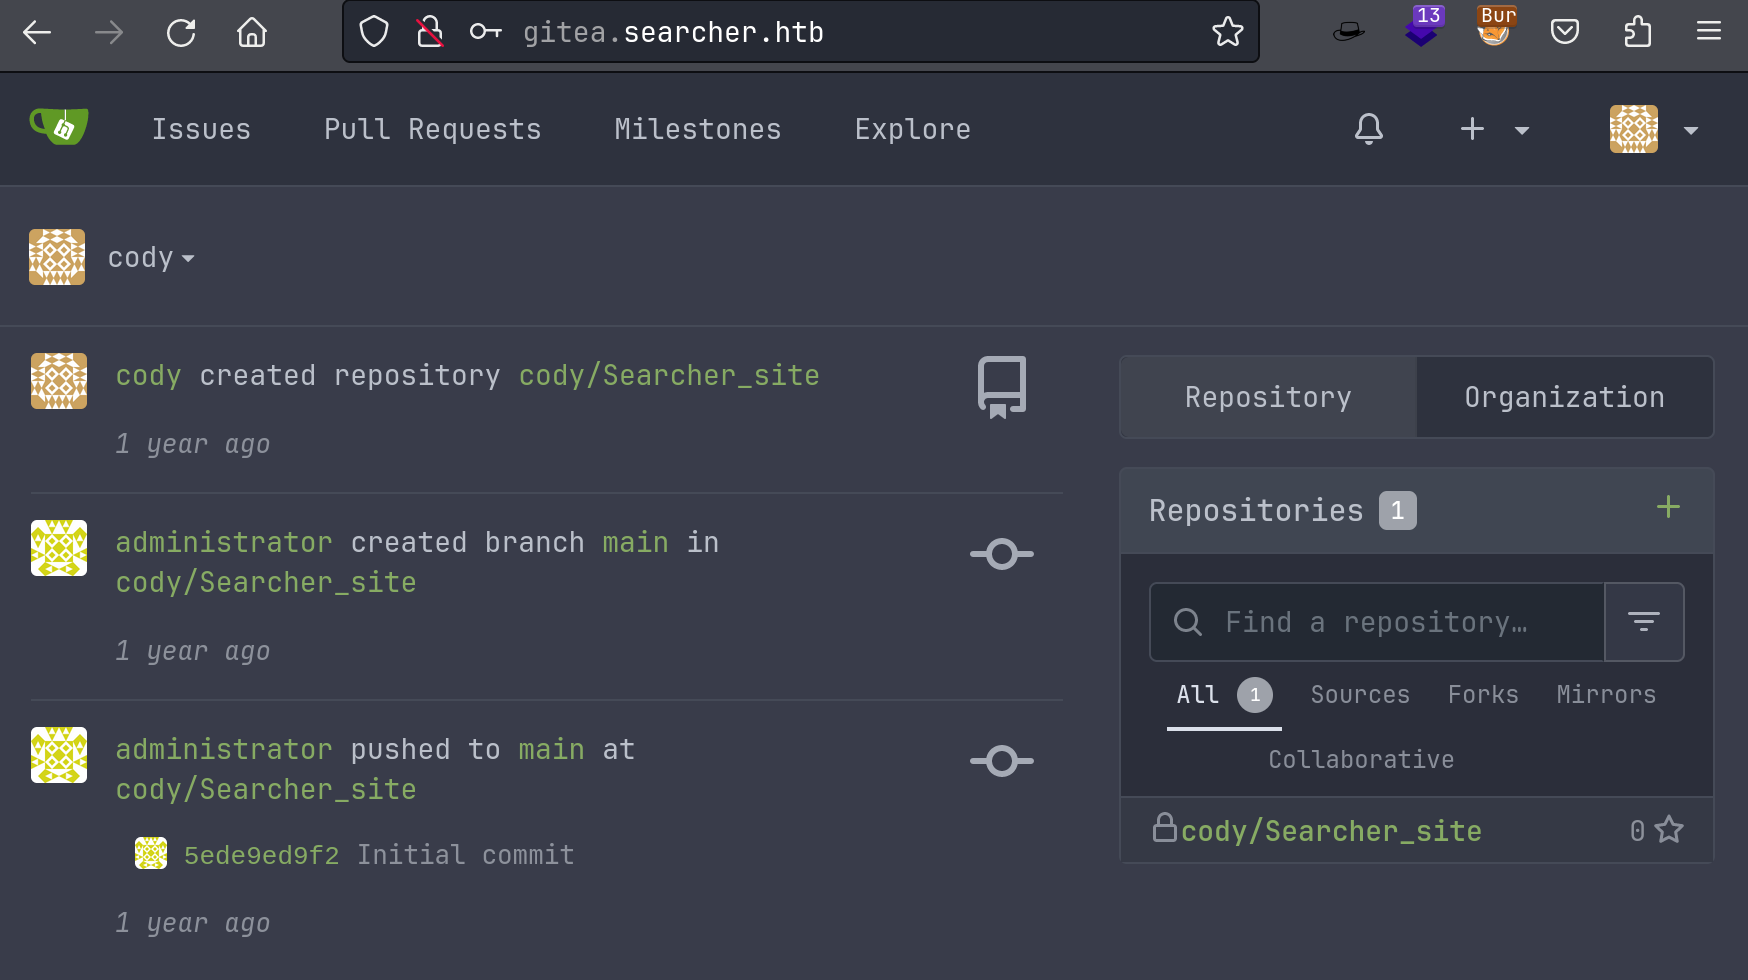 gitea.searcher.htb
13
Bur
Issues Pull Requests Milestones Explore
cody
cody created repository cody/Searcher_site
1 year ago
administrator created branch main in
cody/Searcher_site
1 year ago
administrator pushed to main at
cody/Searcher_site
5ede9ed9f2 Initial commit
1 year ago
Repository Organization
Repositories 1
Find a repository…
All 1 Sources Forks Mirrors
Collaborative
cody/Searcher_site 0